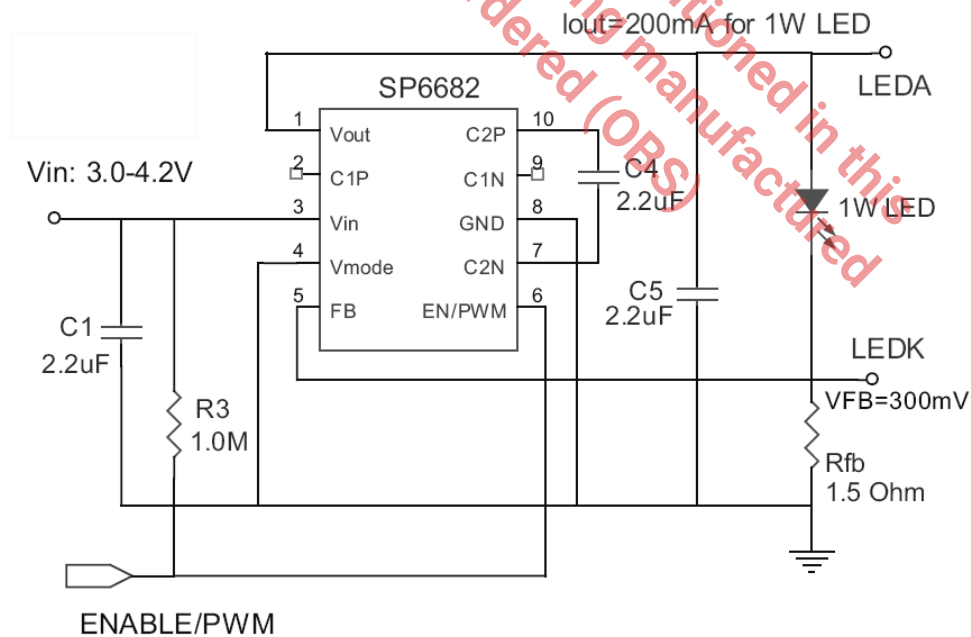 Iout=200mA for 1W LED
LEDA
SP6682
1
Vout
C2P
10
2
C1P
C1N
9
C4
2.2uF
Vin: 3.0-4.2V
3
Vin
GND
8
1W LED
4
Vmode
C2N
7
5
FB
EN/PWM
6
C5
2.2uF
C1
2.2uF
LEDK
VFB=300mV
R3
1.0M
Rfb
1.5 Ohm
ENABLE/PWM
tioned in this
ng manufactured
dered (OBS)